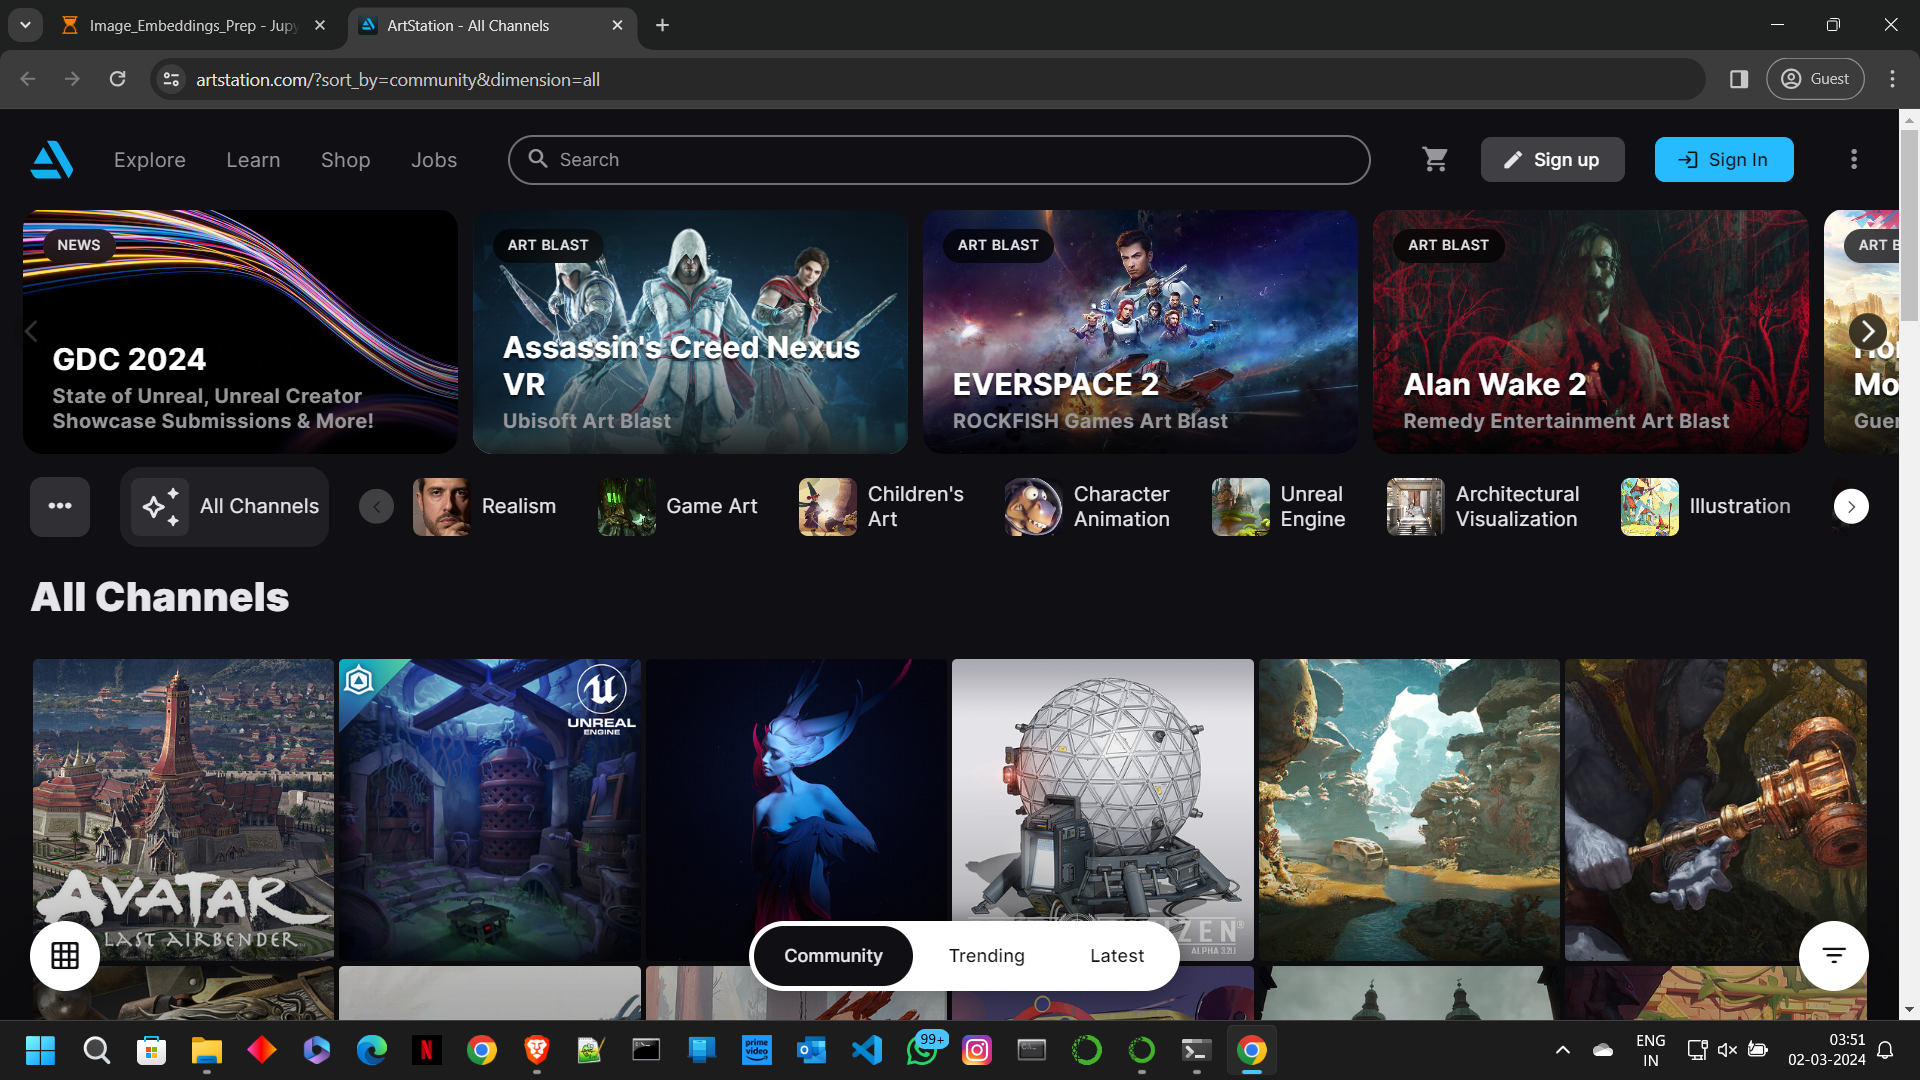 Image_Embeddings_Prep - Jupy
ArtStation - All Channels
artstation.com/?sort_by=community&dimension=all
Guest
Explore
Learn
Shop
Jobs
Search
Sign up
Sign In
NEWS
GDC 2024
State of Unreal, Unreal Creator
Showcase Submissions & More!
ART BLAST
Assassin's Creed Nexus
VR
Ubisoft Art Blast
ART BLAST
EVERSPACE 2
ROCKFISH Games Art Blast
ART BLAST
Alan Wake 2
Remedy Entertainment Art Blast
ART B
Mo
Guer
All Channels
Realism
Game Art
Children's
Art
Character
Animation
Unreal
Engine
Architectural
Visualization
Illustration
All Channels
AVATAR
LAST AIRBENDER
UNREAL
ENGINE
IZEN
ALPHA
Community
Trending
Latest
prime
video
99+
ENG
IN
03:51
02-03-2024